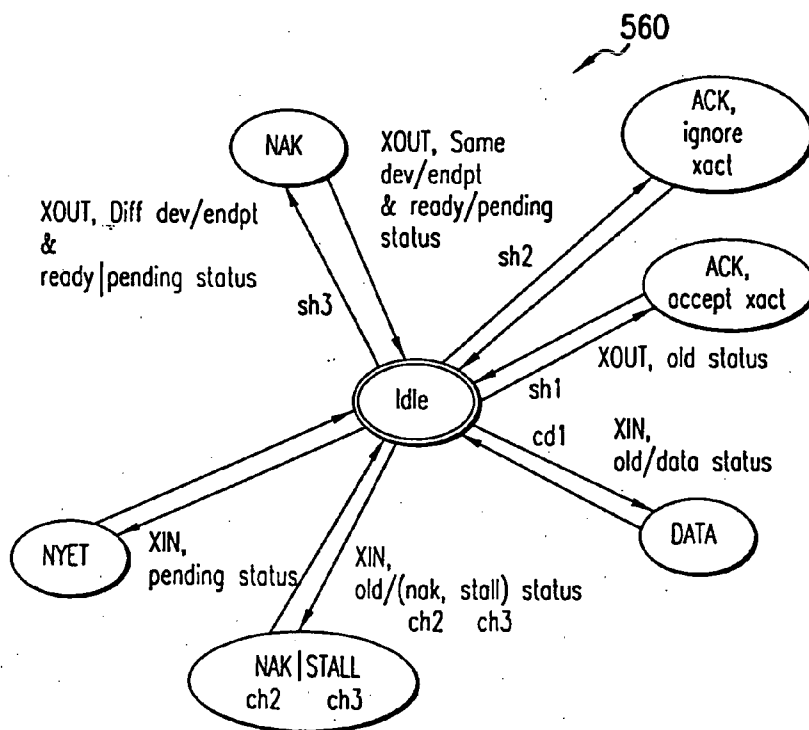 560
NAK
XOUT, Same
dev/endpt
& ready/pending
status
ACK,
ignore
xact
XOUT, Diff dev/endpt
&
ready|pending status
sh3
sh2
ACK,
accept xact
XOUT, old status
Idle
sh1
cd1
XIN,
old/data status
DATA
NYET
XIN,
pending status
XIN,
old/(nak, stall) status
ch2 ch3
NAK|STALL
ch2 ch3